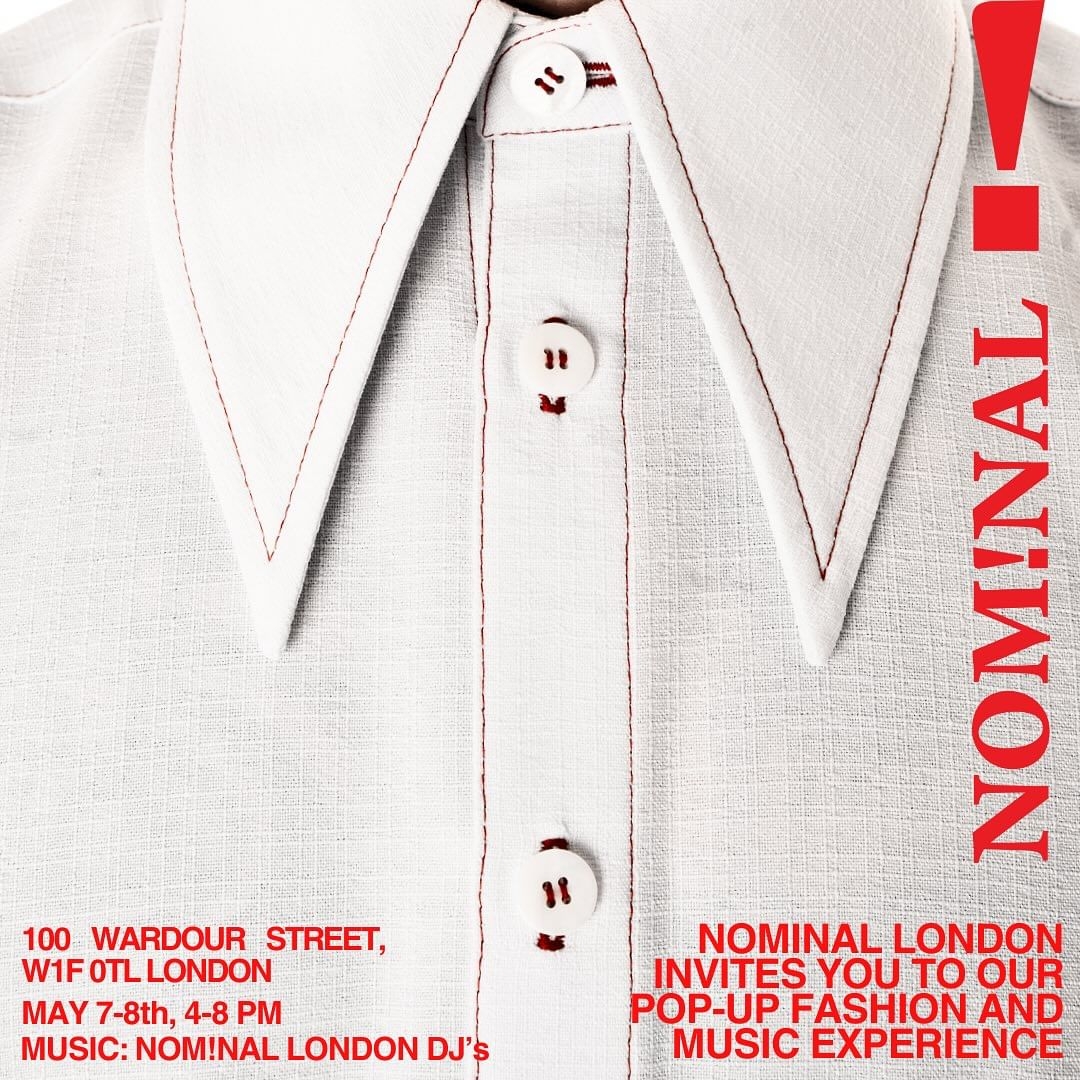 NOM!NAL !
100 WARDOUR STREET,
W1F 0TL LONDON
MAY 7-8th, 4-8 PM
MUSIC: NOM!NAL LONDON DJ's
NOMINAL LONDON
INVITES YOU TO OUR
POP-UP FASHION AND
MUSIC EXPERIENCE